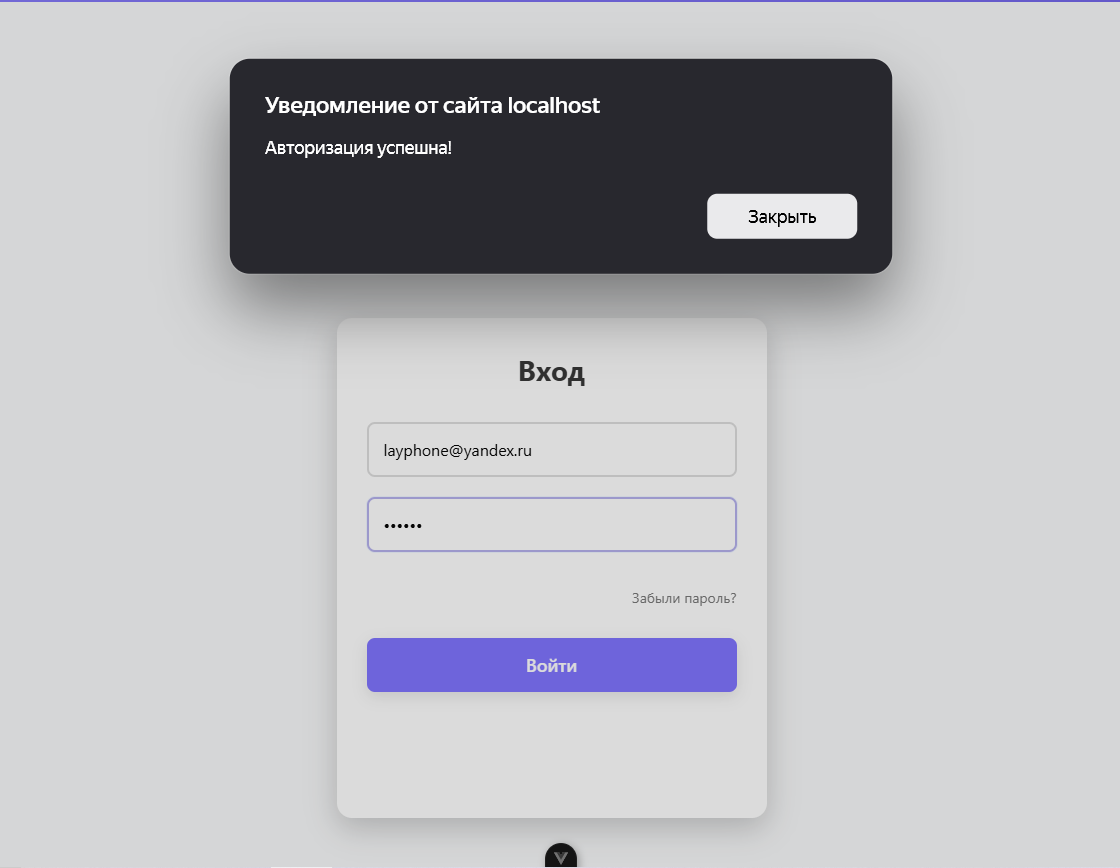 Уведомление от сайта localhost
Авторизация успешна!
Закрыть
Вход
layphone@yandex.ru
••••••
Забыли пароль?
Войти